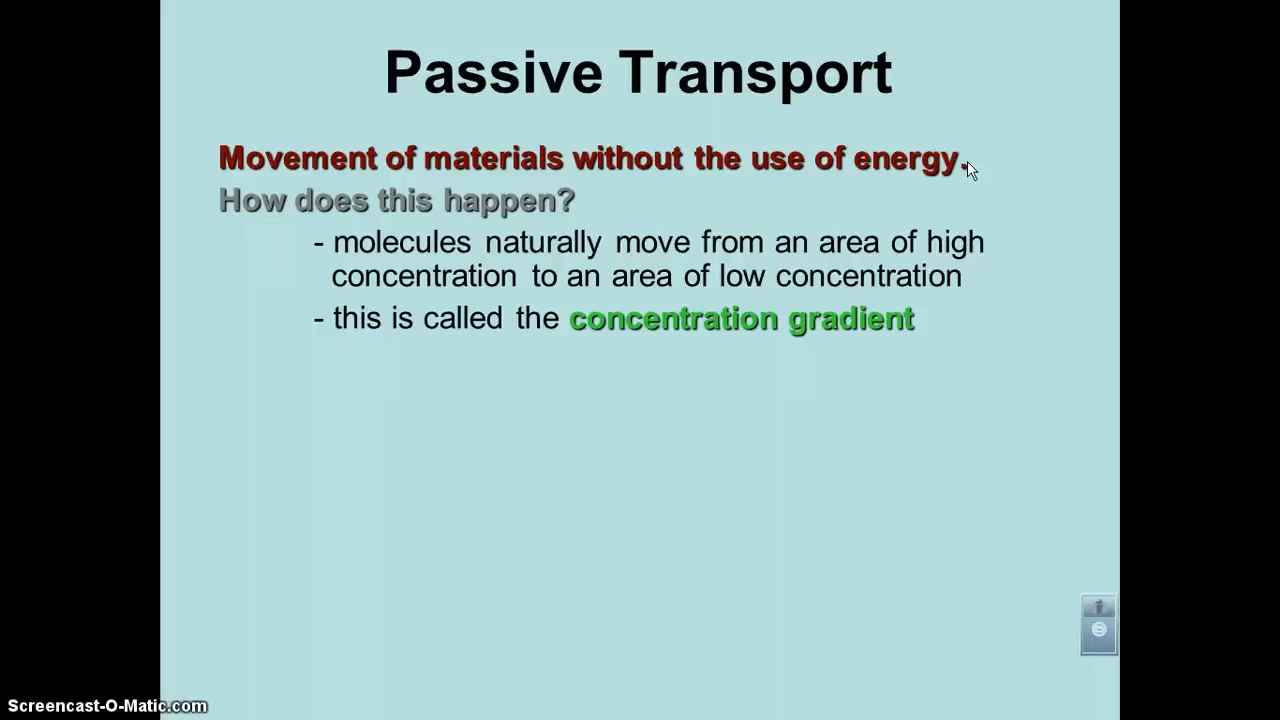 Passive Transport
Movement of materials without the use of energy.
How does this happen?
- molecules naturally move from an area of high
concentration to an area of low concentration
- this is called the concentration gradient
Screencast-O-Matic.com